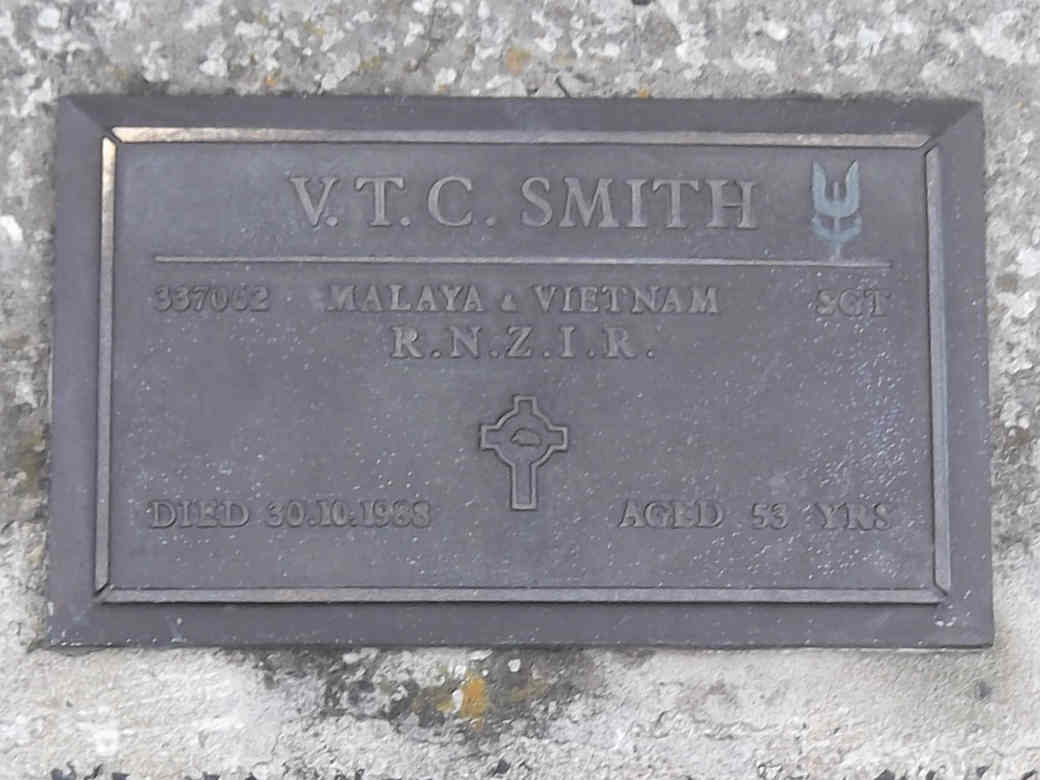 V.T.C. SMITH
337062 MALAYA & VIETNAM SGT
R.N.Z.I.R.
DIED 30.10.1988 AGED 53 YRS